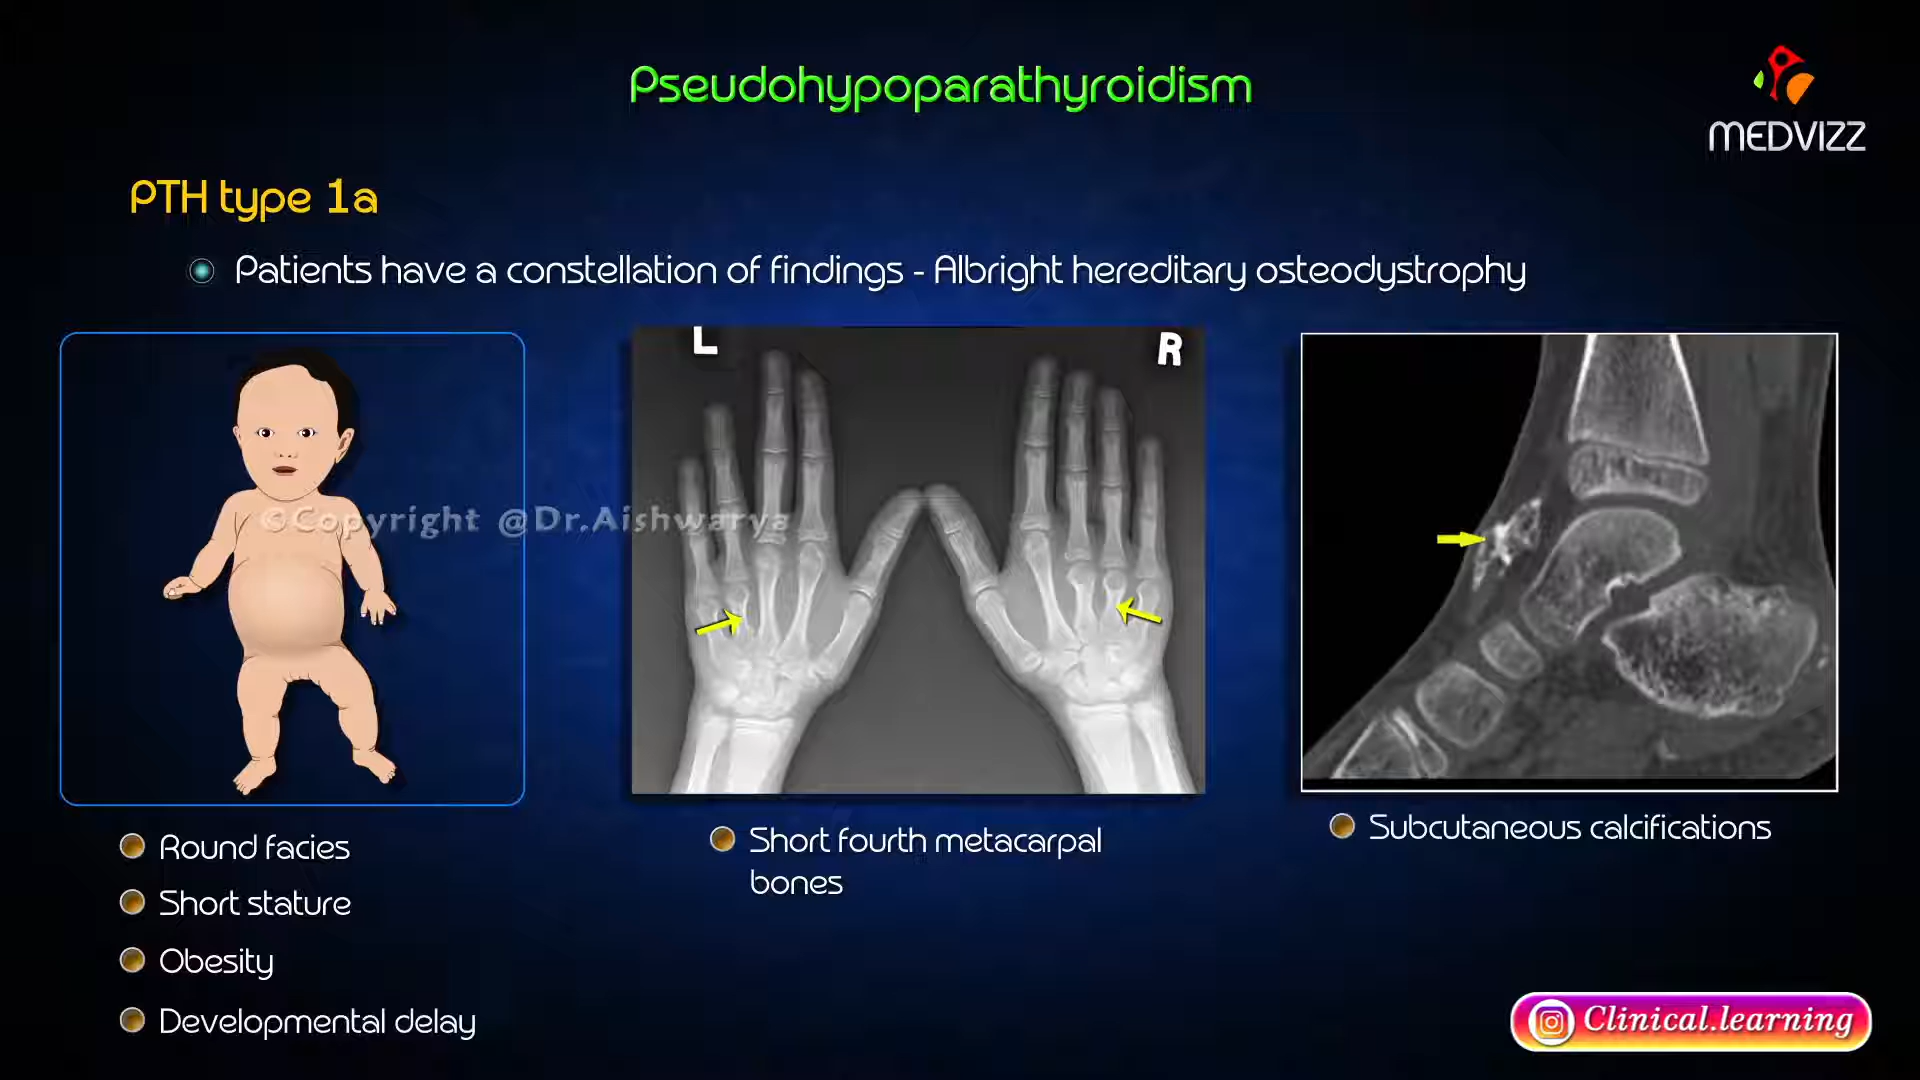 Pseudohypoparathyroidism
MEDVIZZ
PTH type 1a
Patients have a constellation of findings - Albright hereditary osteodystrophy
L
R
©Copyright @Dr.Aishwarya
Round facies
Short stature
Obesity
Developmental delay
Short fourth metacarpal
bones
Subcutaneous calcifications
Clinical.learning